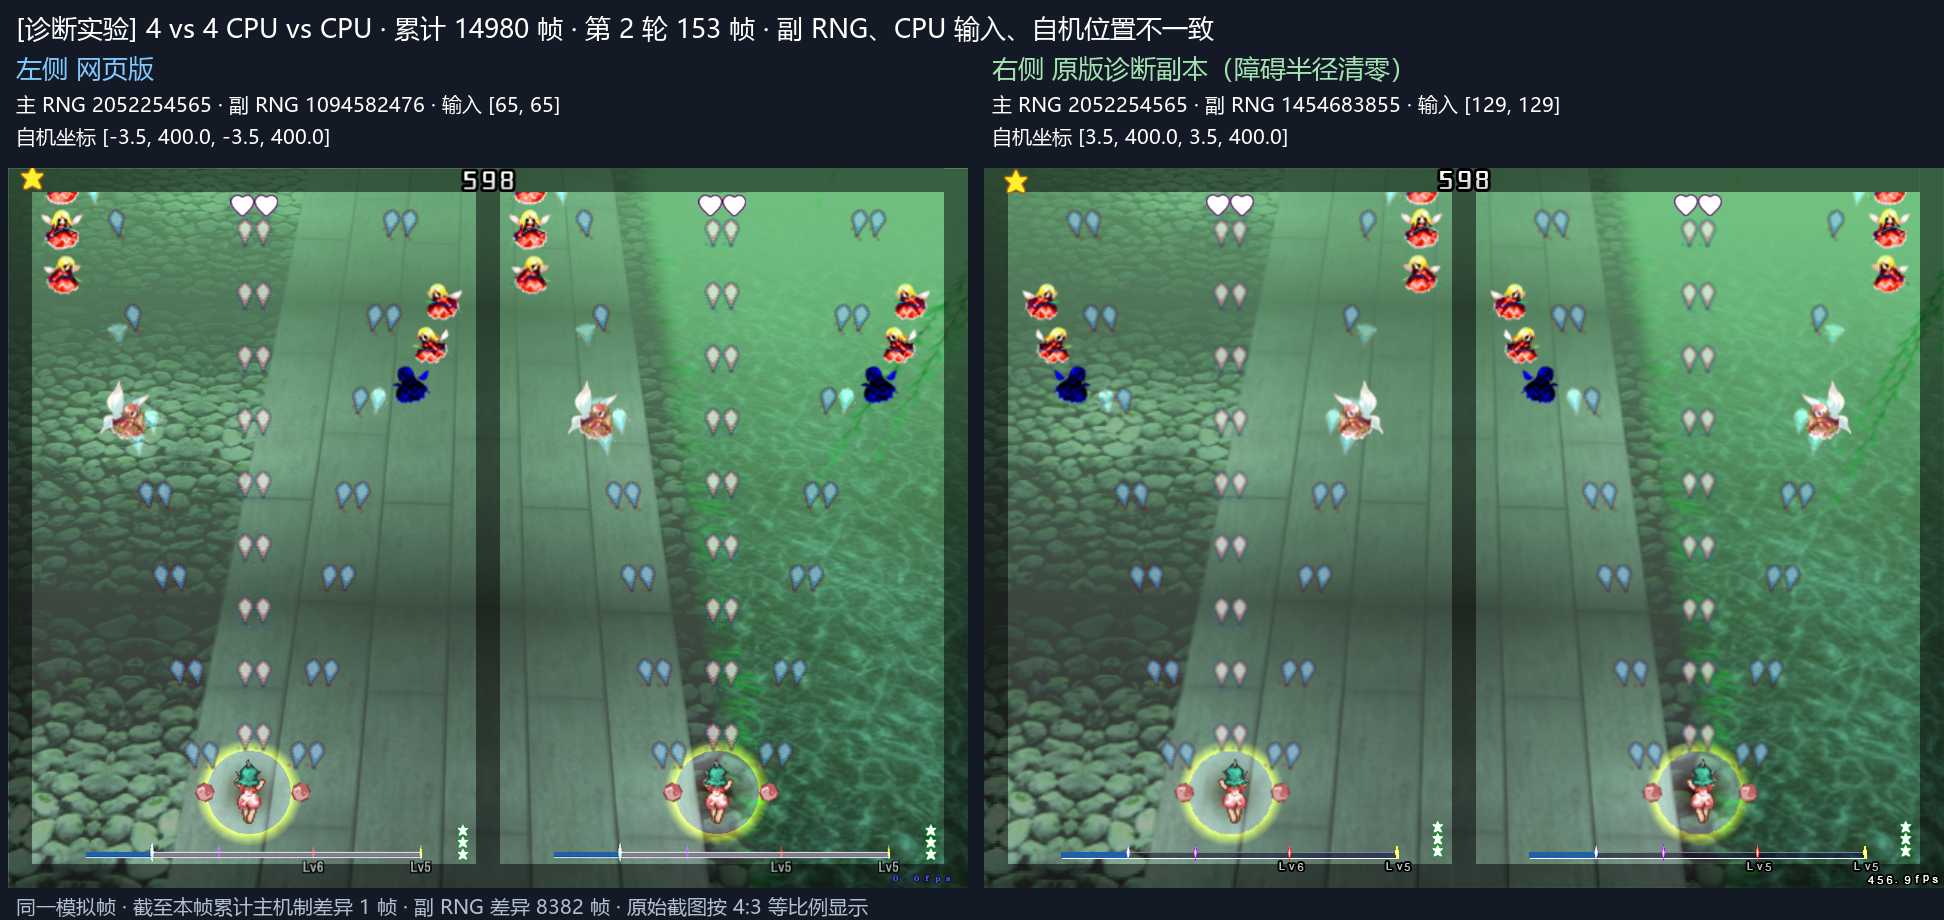 [诊断实验] 4 vs 4 CPU vs CPU · 累计 14980 帧 · 第 2 轮 153 帧 · 副 RNG、CPU 输入、自机位置不一致
左侧 网页版
主 RNG 2052254565 · 副 RNG 1094582476 · 输入 [65, 65]
自机坐标 [-3.5, 400.0, -3.5, 400.0]
右侧 原版诊断副本（障碍半径清零）
主 RNG 2052254565 · 副 RNG 1454683855 · 输入 [129, 129]
自机坐标 [3.5, 400.0, 3.5, 400.0]
598
598
Lv6
Lv5
Lv5
Lv5
0.0fps
Lv6
Lv5
Lv5
Lv5
456.9fps
同一模拟帧 · 截至本帧累计主机制差异 1 帧 · 副 RNG 差异 8382 帧 · 原始截图按 4:3 等比例显示